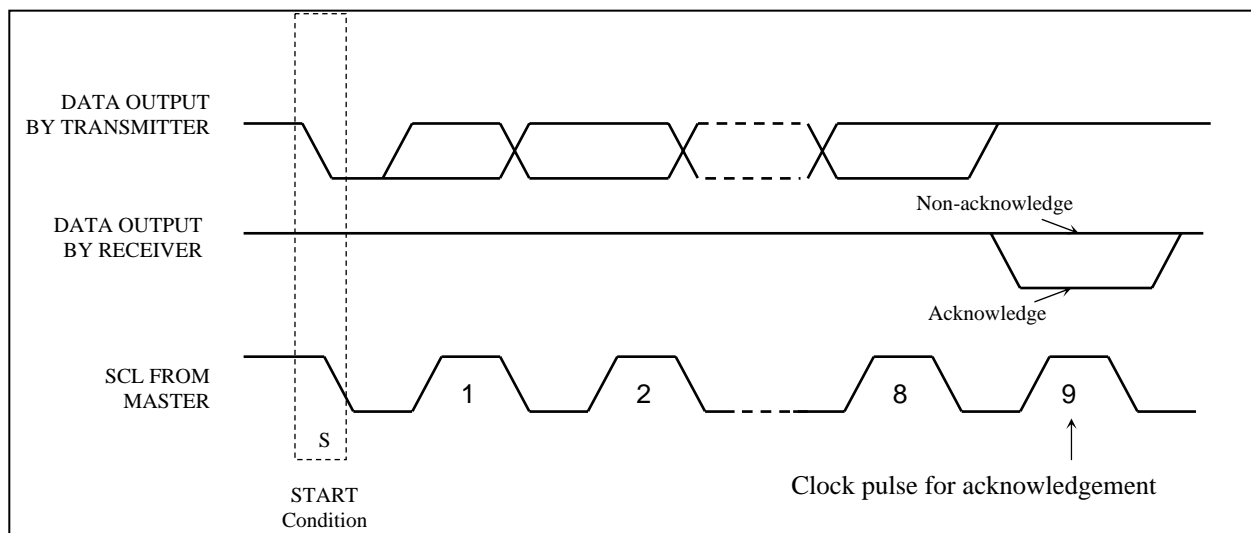 DATA OUTPUT
BY TRANSMITTER
Non-acknowledge
DATA OUTPUT
BY RECEIVER
Acknowledge
SCL FROM
MASTER
1
2
8
9
S
START
Condition
Clock pulse for acknowledgement